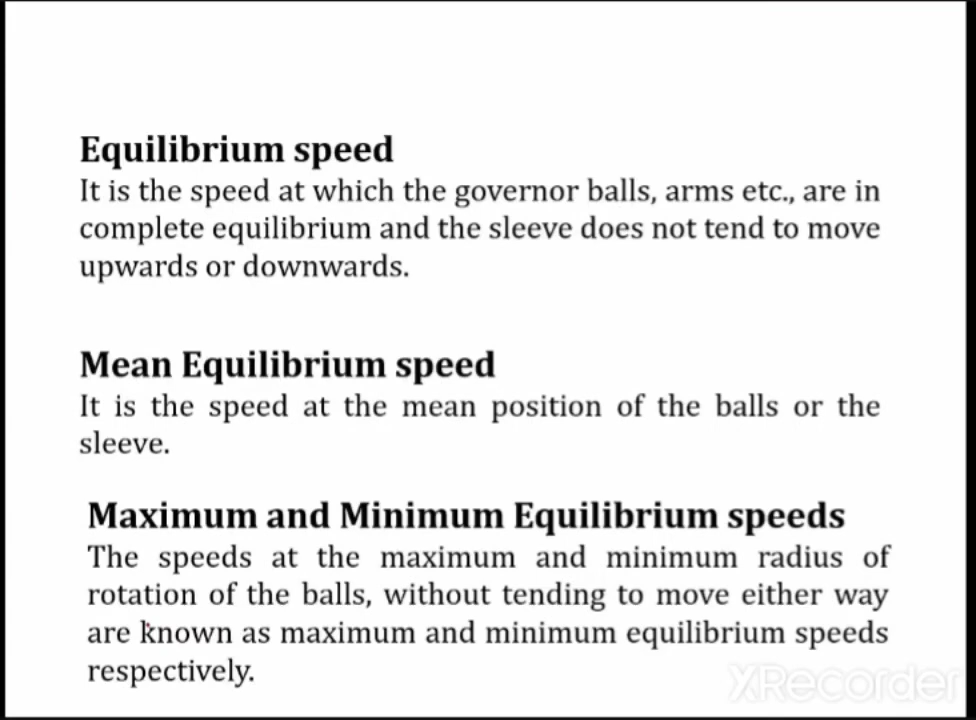 Equilibrium speed
It is the speed at which the governor balls, arms etc., are in
complete equilibrium and the sleeve does not tend to move
upwards or downwards.
Mean Equilibrium speed
It is the speed at the mean position of the balls or the
sleeve.
Maximum and Minimum Equilibrium speeds
The speeds at the maximum and minimum radius of
rotation of the balls, without tending to move either way
are known as maximum and minimum equilibrium speeds
respectively.
XRecorder